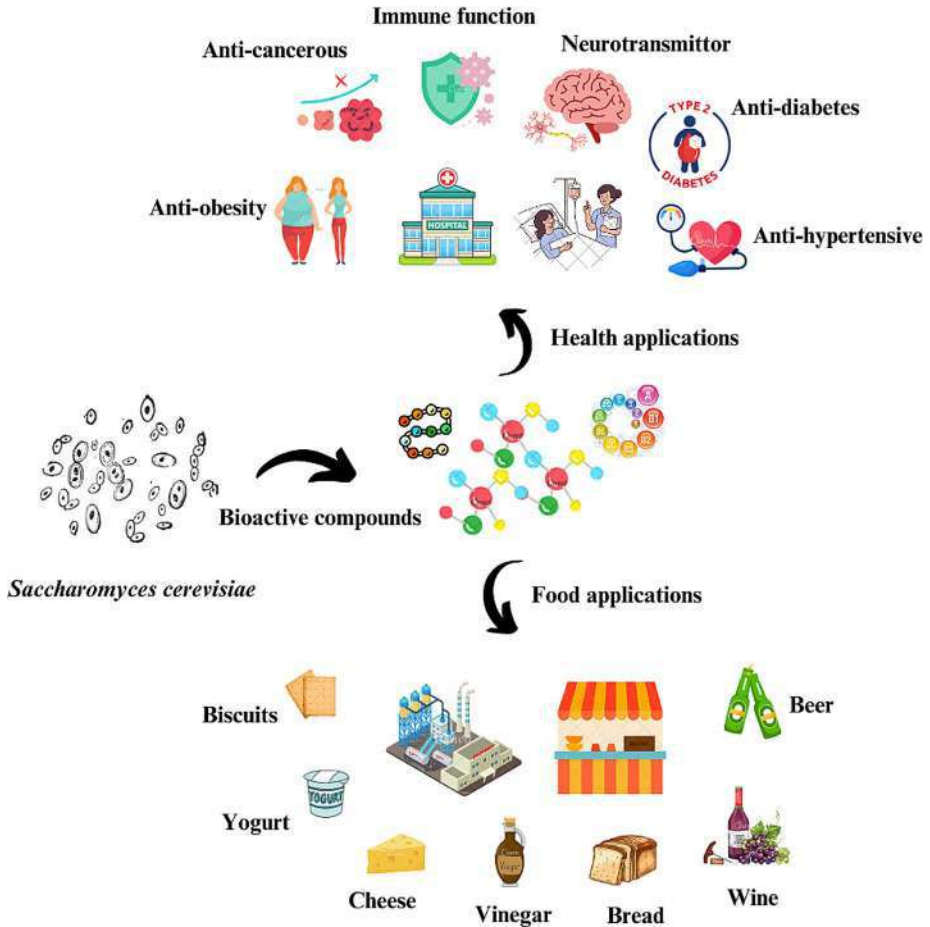 Immune function
Anti-cancerous
Neurotransmittor
TYPE 2
DIABETES
Anti-diabetes
Anti-obesity
HOSPITAL
Anti-hypertensive
Health applications
Bioactive compounds
Saccharomyces cerevisiae
Food applications
Biscuits
Beer
YOGURT
Yogurt
Cheese
Vinegar
Bread
Wine